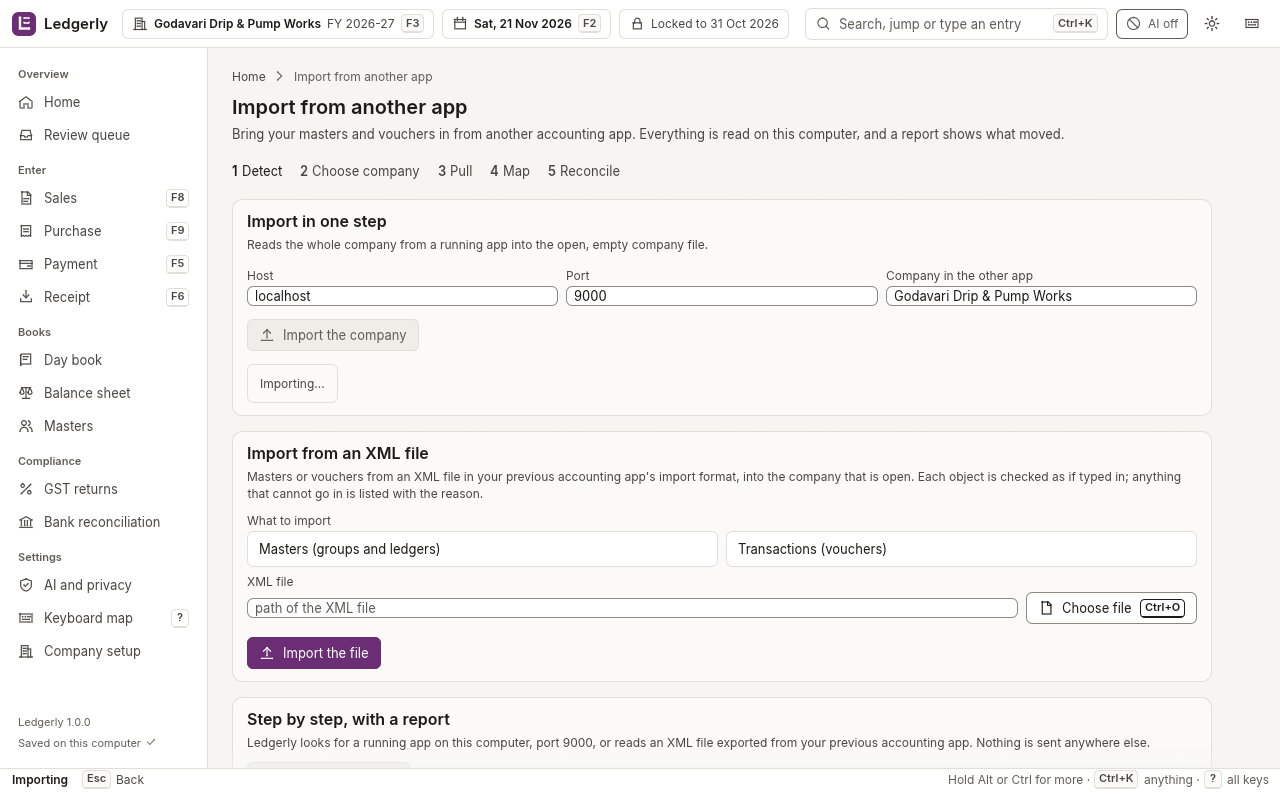 Ledgerly
Godavari Drip & Pump Works FY 2026-27 F3
Sat, 21 Nov 2026 F2
Locked to 31 Oct 2026
Search, jump or type an entry Ctrl+K
AI off
Overview
Home
Review queue
Enter
Sales F8
Purchase F9
Payment F5
Receipt F6
Books
Day book
Balance sheet
Masters
Compliance
GST returns
Bank reconciliation
Settings
AI and privacy
Keyboard map ?
Company setup
Ledgerly 1.0.0
Saved on this computer
Home Import from another app
Import from another app
Bring your masters and vouchers in from another accounting app. Everything is read on this computer, and a report shows what moved.
1 Detect 2 Choose company 3 Pull 4 Map 5 Reconcile
Import in one step
Reads the whole company from a running app into the open, empty company file.
Host Port Company in the other app
localhost 9000 Godavari Drip & Pump Works
Import the company
Importing...
Import from an XML file
Masters or vouchers from an XML file in your previous accounting app's import format, into the company that is open. Each object is checked as if typed in; anything
that cannot go in is listed with the reason.
What to import
Masters (groups and ledgers) Transactions (vouchers)
XML file
path of the XML file Choose file Ctrl+O
Import the file
Step by step, with a report
Ledgerly looks for a running app on this computer, port 9000, or reads an XML file exported from your previous accounting app. Nothing is sent anywhere else.
Importing Esc Back
Hold Alt or Ctrl for more · Ctrl+K anything · ? all keys